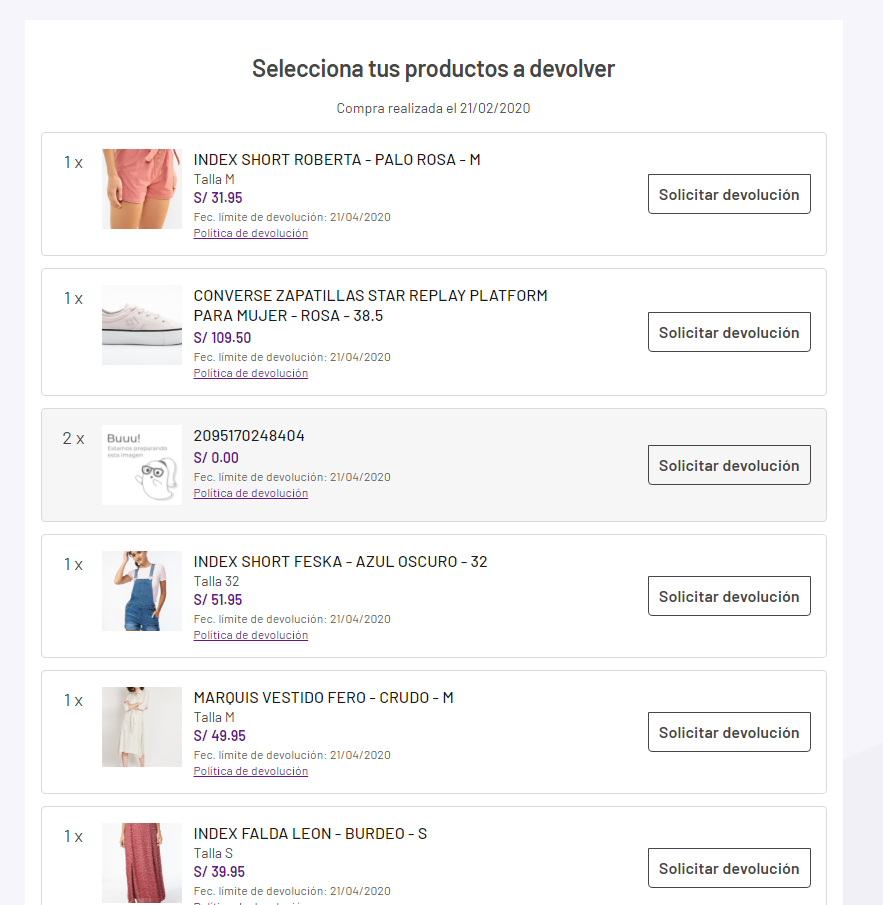 Selecciona tus productos a devolver
Compra realizada el 21/02/2020
1 x
INDEX SHORT ROBERTA - PALO ROSA - M
Talla M
S/ 31.95
Fec. límite de devolución: 21/04/2020
Política de devolución
Solicitar devolución
1 x
CONVERSE ZAPATILLAS STAR REPLAY PLATFORM
PARA MUJER - ROSA - 38.5
S/ 109.50
Fec. límite de devolución: 21/04/2020
Política de devolución
Solicitar devolución
2 x
Buuu!
Estamos preparando
esta imagen
2095170248404
S/ 0.00
Fec. límite de devolución: 21/04/2020
Política de devolución
Solicitar devolución
1 x
INDEX SHORT FESKA - AZUL OSCURO - 32
Talla 32
S/ 51.95
Fec. límite de devolución: 21/04/2020
Política de devolución
Solicitar devolución
1 x
MARQUIS VESTIDO FERO - CRUDO - M
Talla M
S/ 49.95
Fec. límite de devolución: 21/04/2020
Política de devolución
Solicitar devolución
1 x
INDEX FALDA LEON - BURDEO - S
Talla S
S/ 39.95
Fec. límite de devolución: 21/04/2020
Solicitar devolución